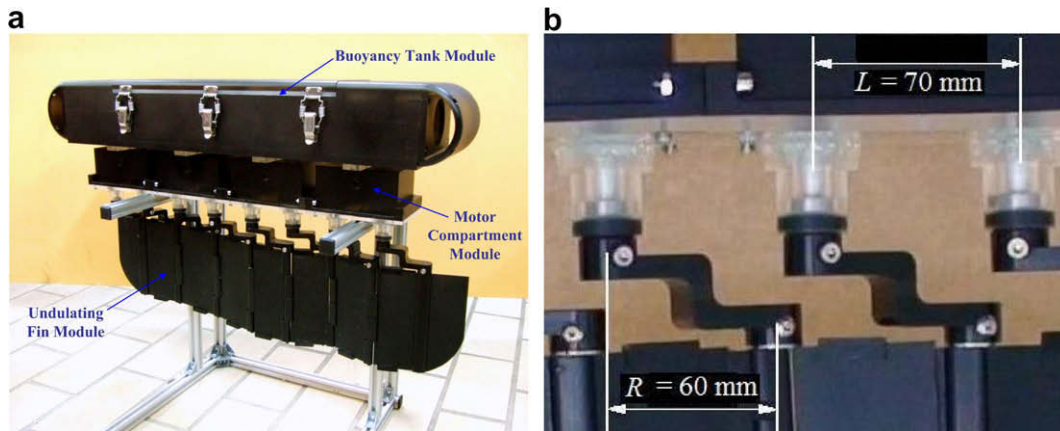 a
Buoyancy Tank Module
Motor
Compartment
Module
Undulating
Fin Module
b
L = 70 mm
R = 60 mm